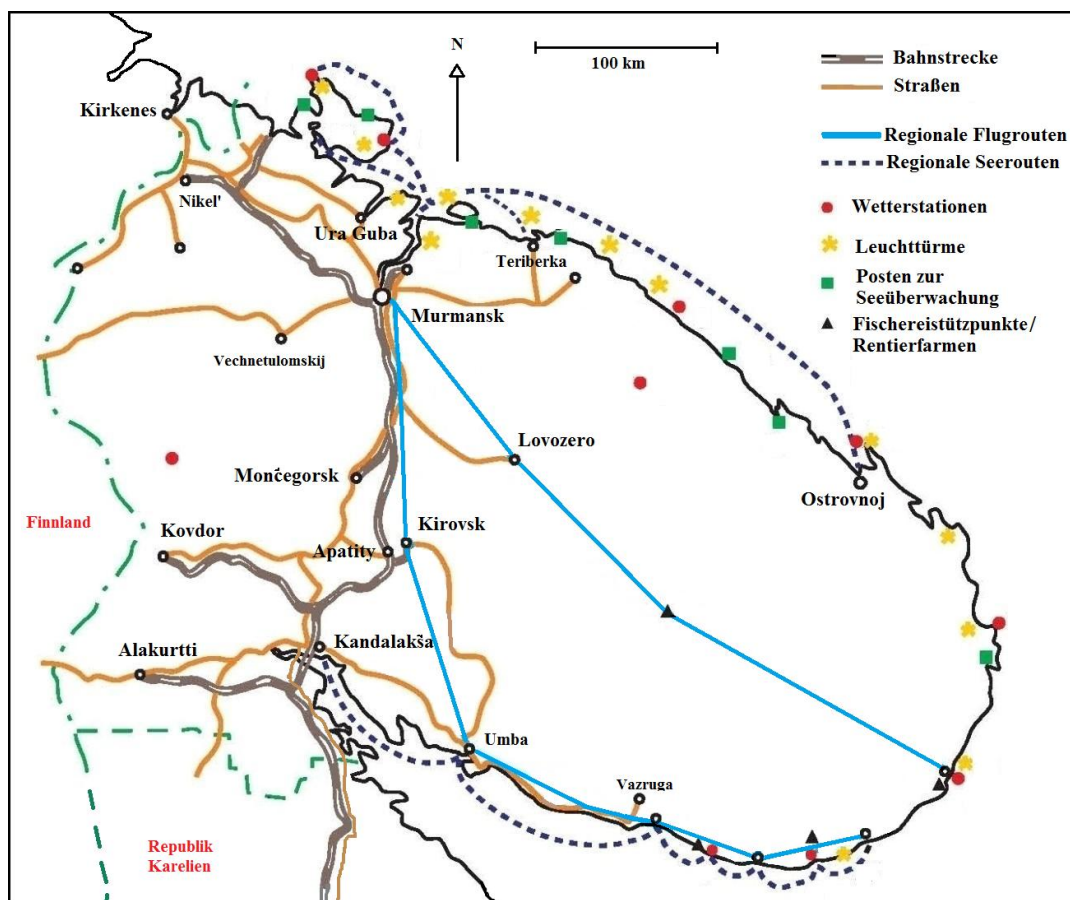 N
100 km
Bahnstrecke
Straßen
Regionale Flugrouten
Regionale Seerouten
Wetterstationen
Leuchttürme
Posten zur
Seeüberwachung
Fischereistützpunkte/
Rentierfarmen
Kirkenes
Nikel'
Ura Guba
Teriberka
Murmansk
Vechnetulomskij
Lovozero
Mončegorsk
Ostrovnoj
Finnland
Kovdor
Kirovsk
Apatity
Kandalakša
Alakurtti
Umba
Vazruga
Republik
Karelien